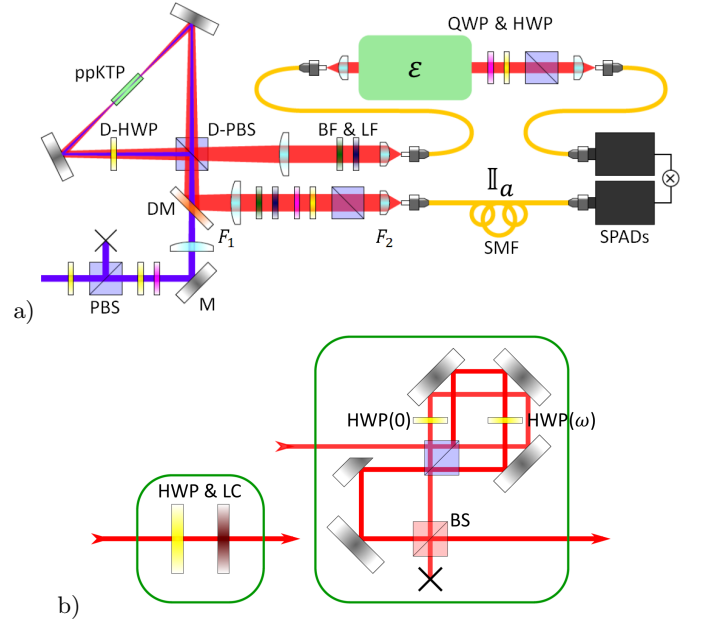 QWP & HWP
ε
ppKTP
D-HWP
D-PBS
BF & LF
𝕀a
DM
F1
F2
SMF
SPADs
PBS
M
a)
HWP(0)
HWP(ω)
HWP & LC
BS
b)